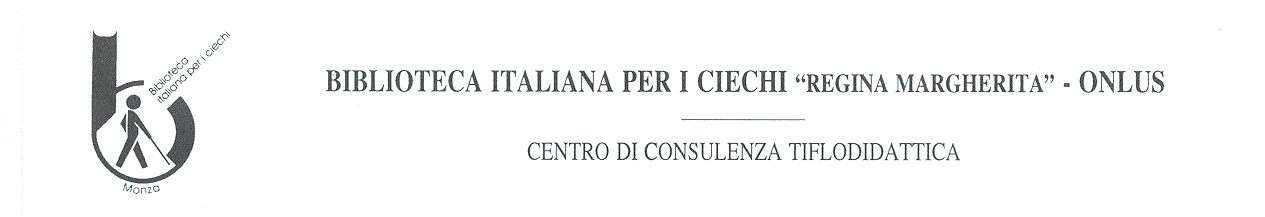 Biblioteca
italiana per i ciechi
Monza
BIBLIOTECA ITALIANA PER I CIECHI “REGINA MARGHERITA” - ONLUS
CENTRO DI CONSULENZA TIFLODIDATTICA